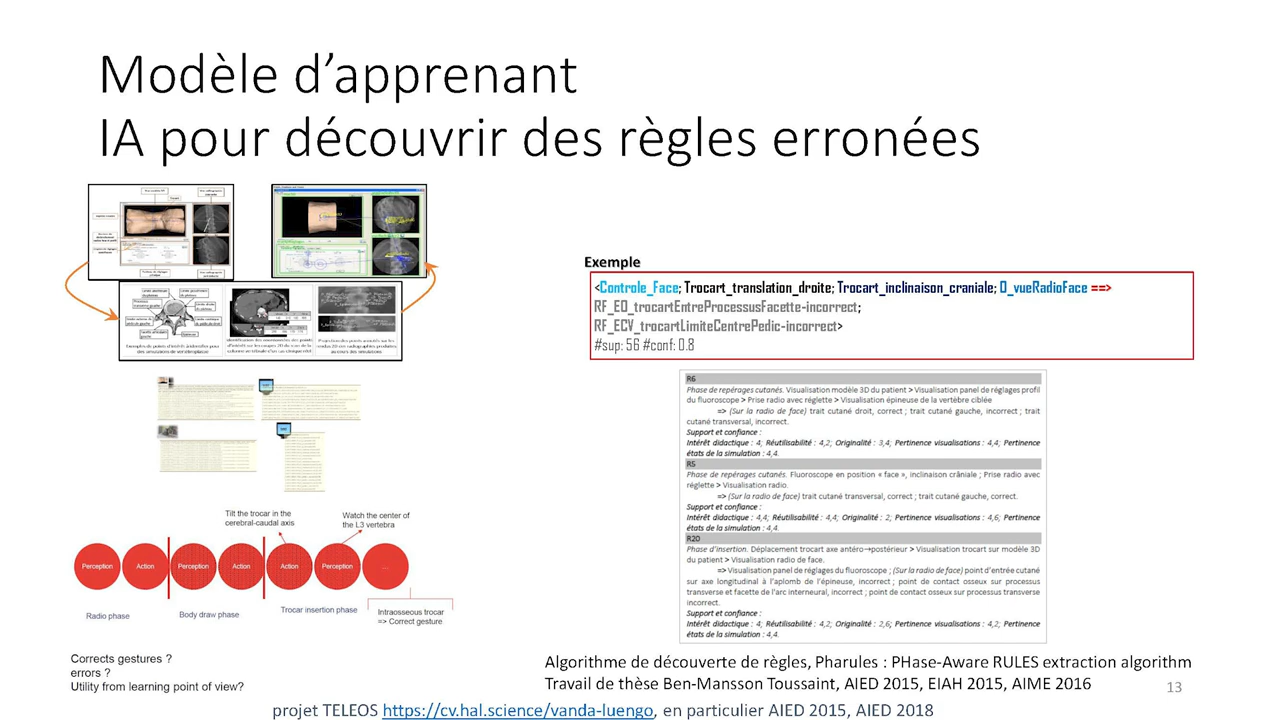 Modèle d’apprenant
IA pour découvrir des règles erronées
Exemple
<Controle_Face; Trocart_translation_droite; Trocart_inclinaison_craniale; O_vueRadioFace ==>
RF_EO_trocartEntreProcessusFacette-incorrect;
RF_ECV_trocartLimiteCentrePedic-incorrect>
#sup: 56 #conf: 0.8
R6
Phase de repérages cutanés. Visualisation modèle 3D du patient > Visualisation panel de réglages profil
du fluoroscope > Prise radio avec réglette > Visualisation épineuse de la vertèbre ciblée
=> (Sur la radio de face) trait cutané droit, correct ; trait cutané gauche, incorrect ; trait
cutané transversal, incorrect.
Support et confiance :
Intérêt didactique : 4; Réutilisabilité : 4,2; Originalité : 3,4; Pertinence visualisations : 4,4; Pertinence
états de la simulation : 4,4.
R5
Phase de repérages cutanés. Fluoroscope en position « face », inclinaison crâniale ; Prise radio avec
réglette > Visualisation radio.
=> (Sur la radio de face) trait cutané transversal, correct ; trait cutané gauche, correct.
Support et confiance :
Intérêt didactique : 4,4; Réutilisabilité : 4,4; Originalité : 2; Pertinence visualisations : 4,6; Pertinence
états de la simulation : 4,4.
R20
Phase d’insertion. Déplacement trocart axe antéro→postérieur > Visualisation trocart sur modèle 3D
du patient > Visualisation radio de face.
=> Visualisation panel de réglages du fluoroscope ; (Sur la radio de face) point d’entrée cutané
sur axe longitudinal à l’aplomb de l’épineuse, incorrect ; point de contact osseux sur processus
transverse et facette de l’arc interneural, incorrect ; point de contact osseux sur processus transverse
incorrect.
Support et confiance :
Intérêt didactique : 4; Réutilisabilité : 4,2; Originalité : 2,6; Pertinence visualisations : 4,2; Pertinence
états de la simulation : 4,4.
Tilt the trocar in the
cerebral-caudal axis
Watch the center of
the L3 vertebra
Perception
Action
Perception
Action
Action
Perception
...
Radio phase
Body draw phase
Trocar insertion phase
Intraosseous trocar
=> Correct gesture
Corrects gestures ?
errors ?
Utility from learning point of view?
Algorithme de découverte de règles, Pharules : PHase-Aware RULES extraction algorithm
Travail de thèse Ben-Mansson Toussaint, AIED 2015, EIAH 2015, AIME 2016
13
projet TELEOS https://cv.hal.science/vanda-luengo, en particulier AIED 2015, AIED 2018